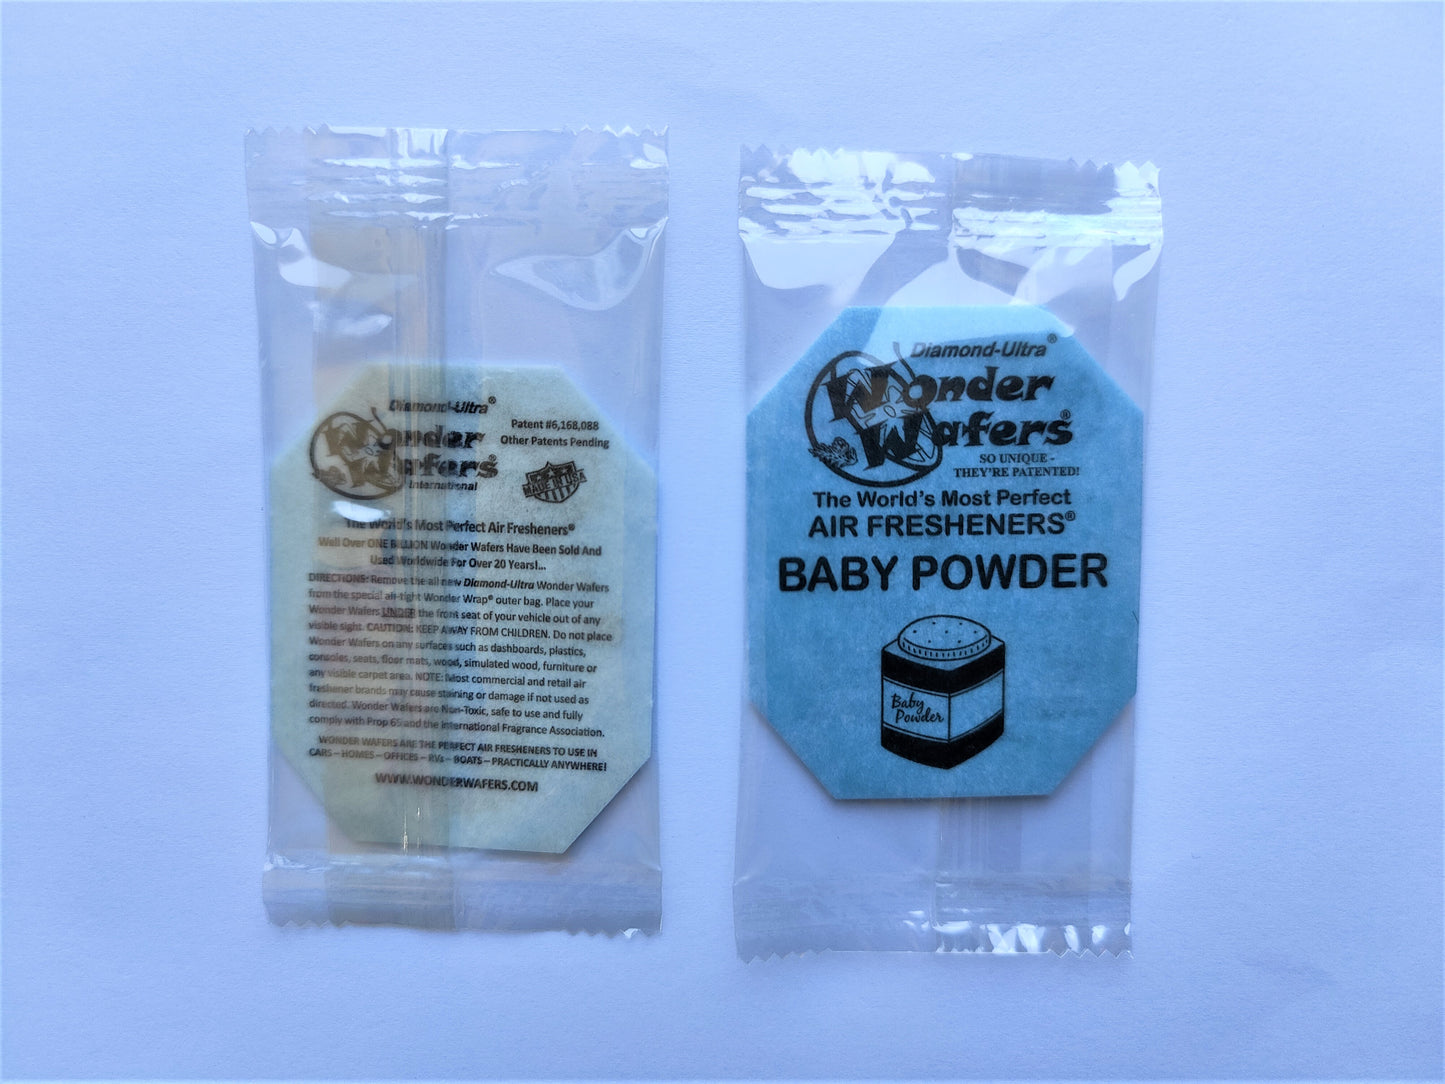 Diamond-Ultra®
Wonder
Wafers®
International
Patent #6,168,088
Other Patents Pending
MADE IN USA
The World's Most Perfect Air Fresheners®
Well Over ONE BILLION Wonder Wafers Have Been Sold And
Used Worldwide For Over 20 Years!...
DIRECTIONS: Remove the all new Diamond-Ultra Wonder Wafers
from the special air-tight Wonder Wrap® outer bag. Place your
Wonder Wafers UNDER the front seat of your vehicle out of any
visible sight. CAUTION: KEEP AWAY FROM CHILDREN. Do not place
Wonder Wafers on any surfaces such as dashboards, plastics,
consoles, seats, floor mats, wood, simulated wood, furniture or
any visible carpet area. NOTE: Most commercial and retail air
freshener brands may cause staining or damage if not used as
directed. Wonder Wafers are Non-Toxic, safe to use and fully
comply with Prop 65 and the International Fragrance Association.
WONDER WAFERS ARE THE PERFECT AIR FRESHENERS TO USE IN
CARS – HOMES – OFFICES – RVs – BOATS – PRACTICALLY ANYWHERE!
WWW.WONDERWAFERS.COM
Diamond-Ultra®
Wonder
Wafers®
SO UNIQUE -
THEY'RE PATENTED!
The World's Most Perfect
AIR FRESHENERS®
BABY POWDER
Baby
Powder